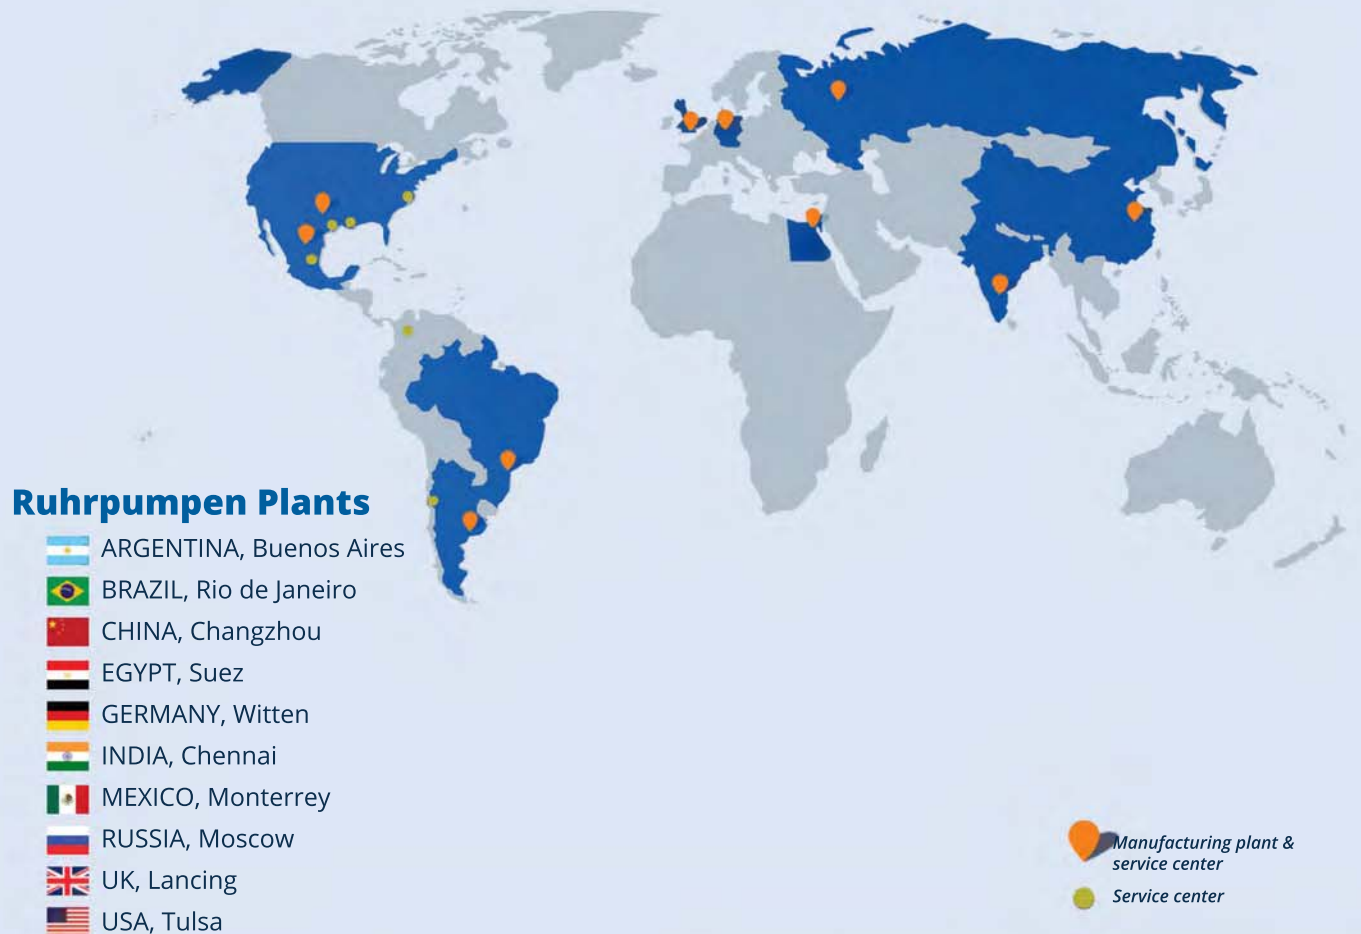 Ruhrpumpen Plants
ARGENTINA, Buenos Aires
BRAZIL, Rio de Janeiro
CHINA, Changzhou
EGYPT, Suez
GERMANY, Witten
INDIA, Chennai
MEXICO, Monterrey
RUSSIA, Moscow
UK, Lancing
USA, Tulsa
Manufacturing plant &
service center
Service center